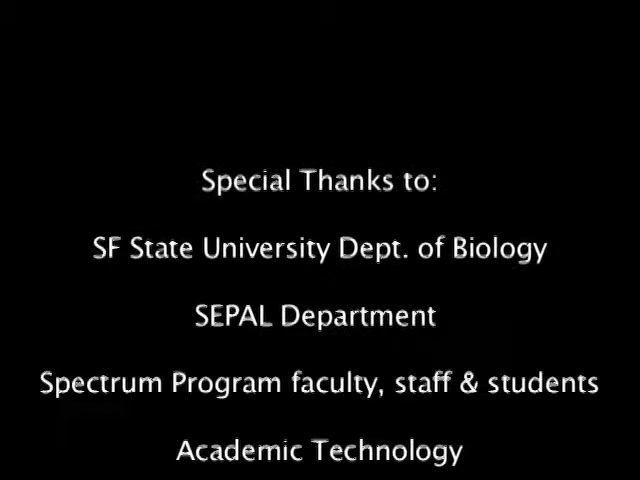 Special Thanks to:
SF State University Dept. of Biology
SEPAL Department
Spectrum Program faculty, staff & students
Academic Technology